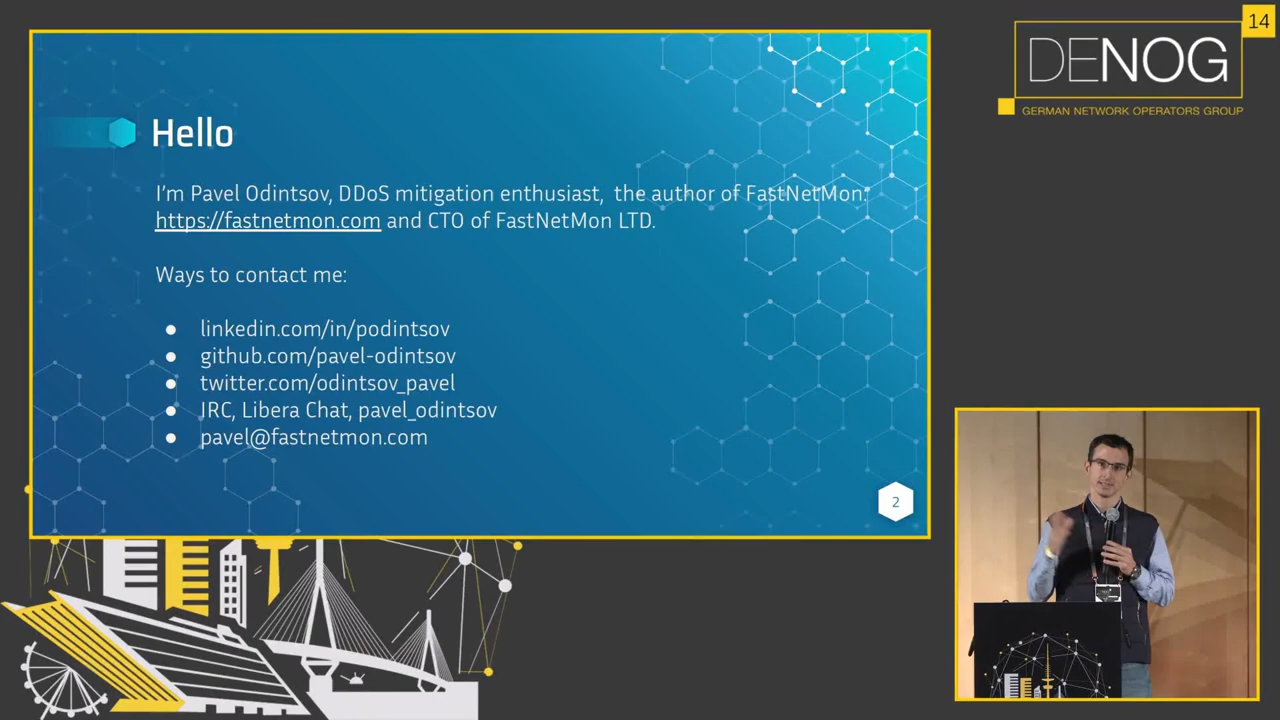 14
DENOG
GERMAN NETWORK OPERATORS GROUP
Hello
I'm Pavel Odintsov, DDoS mitigation enthusiast, the author of FastNetMon:
https://fastnetmon.com and CTO of FastNetMon LTD.
Ways to contact me:
● linkedin.com/in/podintsov
● github.com/pavel-odintsov
● twitter.com/odintsov_pavel
● IRC, Libera Chat, pavel_odintsov
● pavel@fastnetmon.com
2